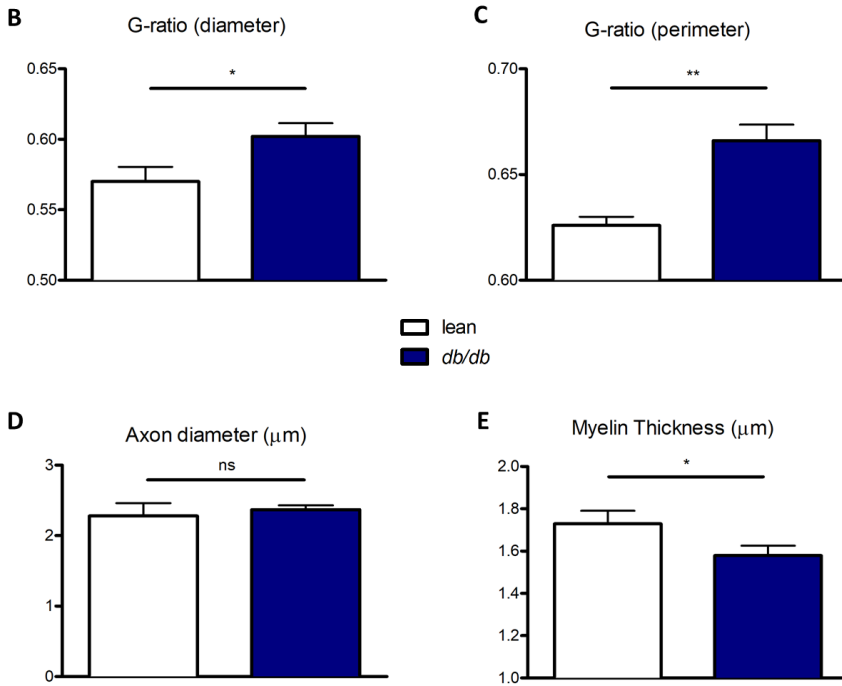 B
G-ratio (diameter)
0.65
0.60
0.55
0.50
*
C
G-ratio (perimeter)
0.70
0.65
0.60
**
lean
db/db
D
Axon diameter (μm)
3
2
1
0
ns
E
Myelin Thickness (μm)
2.0
1.8
1.6
1.4
1.2
1.0
*